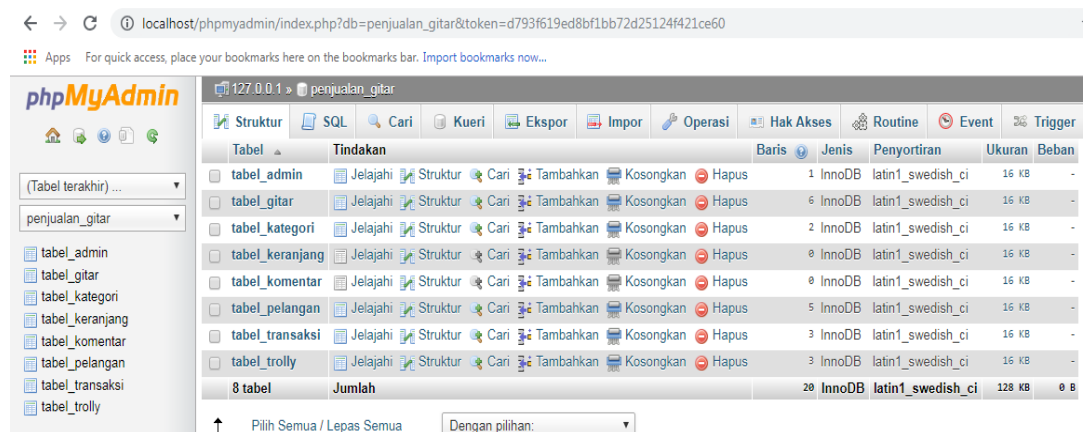 localhost/phpmyadmin/index.php?db=penjualan_gitar&token=d793f619ed8bf1bb72d25124f421ce60
Apps For quick access, place your bookmarks here on the bookmarks bar. Import bookmarks now...
phpMyAdmin
(Tabel terakhir) ...
penjualan_gitar
tabel_admin
tabel_gitar
tabel_kategori
tabel_keranjang
tabel_komentar
tabel_pelangan
tabel_transaksi
tabel_trolly
127.0.0.1 » penjualan_gitar
Struktur SQL Cari Kueri Ekspor Impor Operasi Hak Akses Routine Event Trigger
Tabel Tindakan Baris Jenis Penyortiran Ukuran Beban
tabel_admin Jelajahi Struktur Cari Tambahkan Kosongkan Hapus 1 InnoDB latin1_swedish_ci 16 KB -
tabel_gitar Jelajahi Struktur Cari Tambahkan Kosongkan Hapus 6 InnoDB latin1_swedish_ci 16 KB -
tabel_kategori Jelajahi Struktur Cari Tambahkan Kosongkan Hapus 2 InnoDB latin1_swedish_ci 16 KB -
tabel_keranjang Jelajahi Struktur Cari Tambahkan Kosongkan Hapus 0 InnoDB latin1_swedish_ci 16 KB -
tabel_komentar Jelajahi Struktur Cari Tambahkan Kosongkan Hapus 0 InnoDB latin1_swedish_ci 16 KB -
tabel_pelangan Jelajahi Struktur Cari Tambahkan Kosongkan Hapus 5 InnoDB latin1_swedish_ci 16 KB -
tabel_transaksi Jelajahi Struktur Cari Tambahkan Kosongkan Hapus 3 InnoDB latin1_swedish_ci 16 KB -
tabel_trolly Jelajahi Struktur Cari Tambahkan Kosongkan Hapus 3 InnoDB latin1_swedish_ci 16 KB -
8 tabel Jumlah 20 InnoDB latin1_swedish_ci 128 KB 0 B
Pilih Semua / Lepas Semua Dengan pilihan: